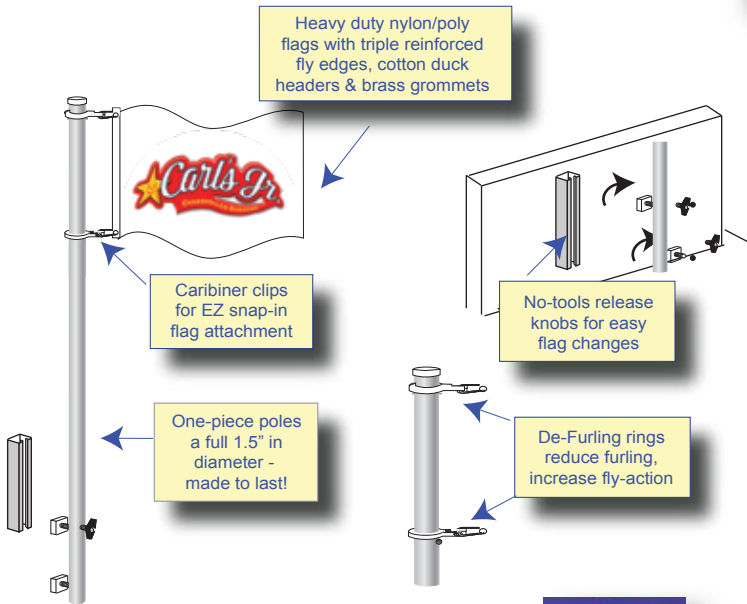 Heavy duty nylon/poly
flags with triple reinforced
fly edges, cotton duck
headers & brass grommets
Carl's Jr.
Charbroiled Burgers
Caribiner clips
for EZ snap-in
flag attachment
No-tools release
knobs for easy
flag changes
One-piece poles
a full 1.5" in
diameter -
made to last!
De-Furling rings
reduce furling,
increase fly-action